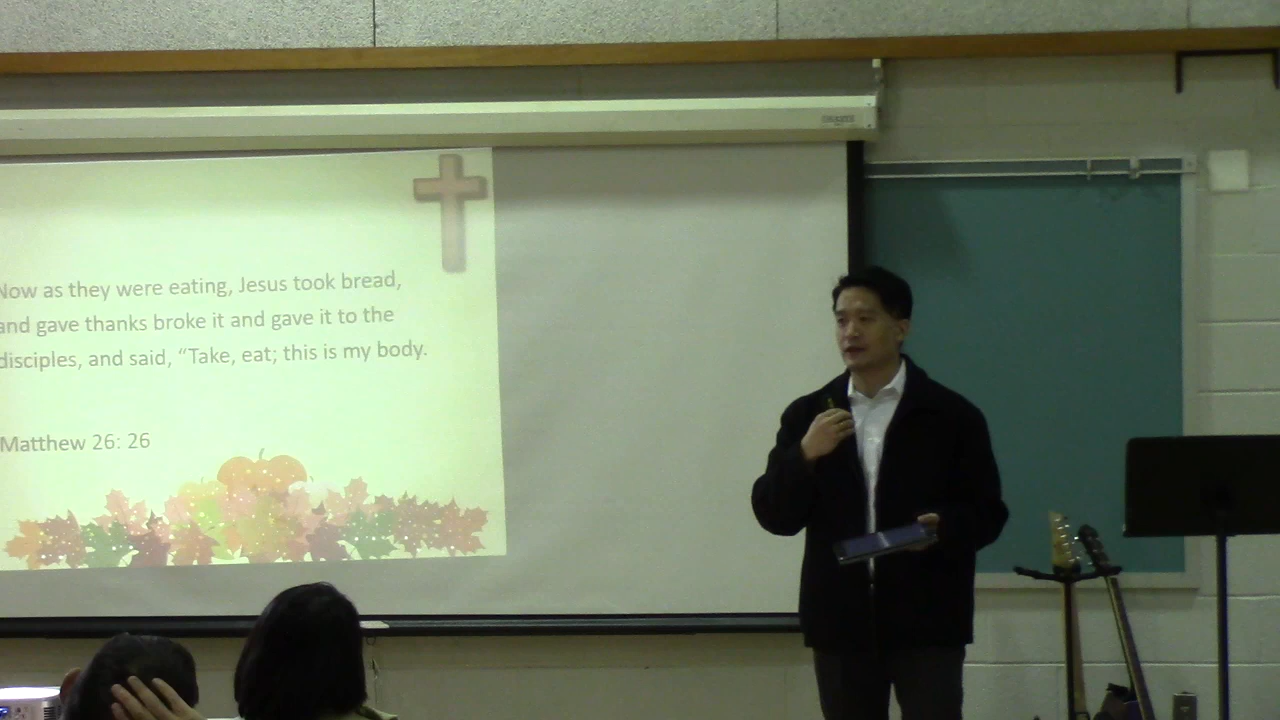 Now as they were eating, Jesus took bread,
and gave thanks broke it and gave it to the
disciples, and said, “Take, eat; this is my body.
Matthew 26: 26